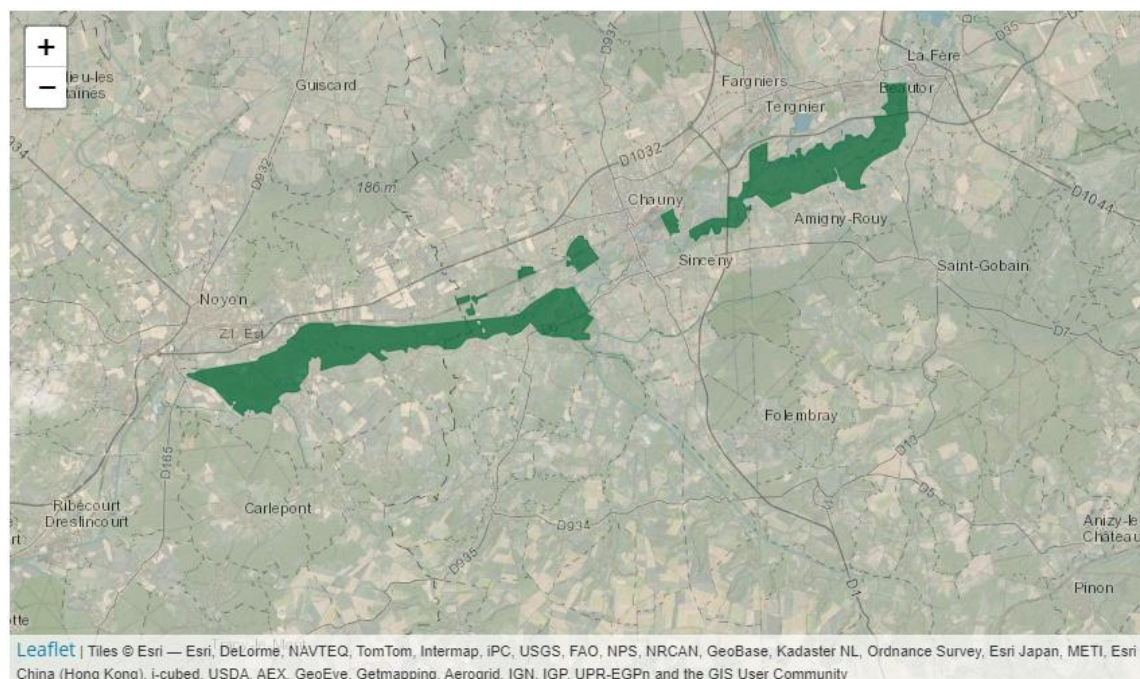 +
−
La Fère
D35
D937
Fargniers
Beautor
Guiscard
Tergnier
D1032
D932
186 m
D1044
Chauny
Amigny-Rouy
Sinceny
Saint-Gobain
Noyon
Z.I. Est
D7
Folembray
D165
D13
D5
Ribécourt
Dreslincourt
Carlepont
D934
Anizy-le
Château
D935
D1
Pinon
Leaflet | Tiles © Esri — Esri, DeLorme, NAVTEQ, TomTom, Intermap, iPC, USGS, FAO, NPS, NRCAN, GeoBase, Kadaster NL, Ordnance Survey, Esri Japan, METI, Esri
China (Hong Kong), i-cubed, USDA, AEX, GeoEye, Getmapping, Aerogrid, IGN, IGP, UPR-EGPn and the GIS User Community